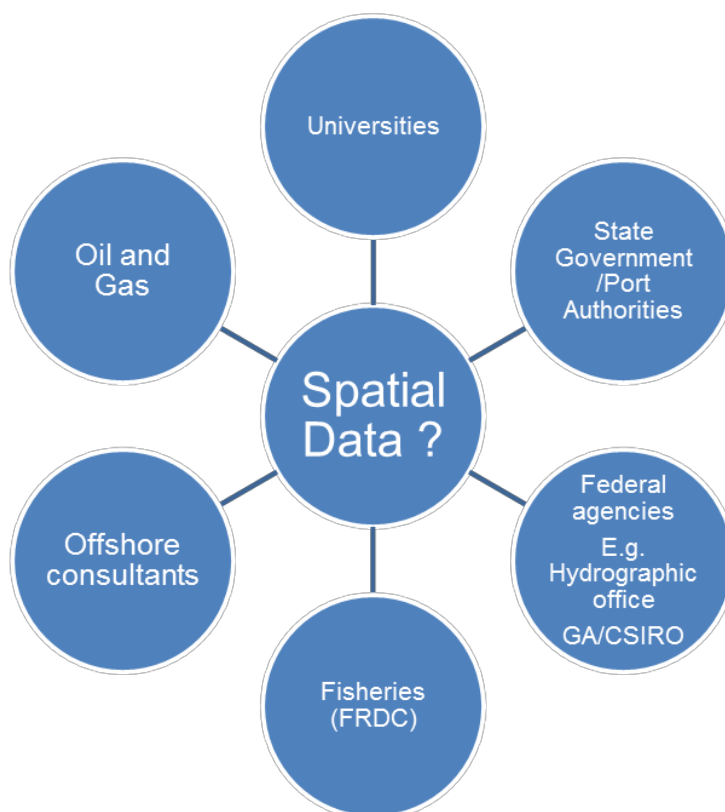 Universities
Oil and
Gas
State
Government
/Port
Authorities
Spatial
Data ?
Offshore
consultants
Federal
agencies
E.g.
Hydrographic
office
GA/CSIRO
Fisheries
(FRDC)